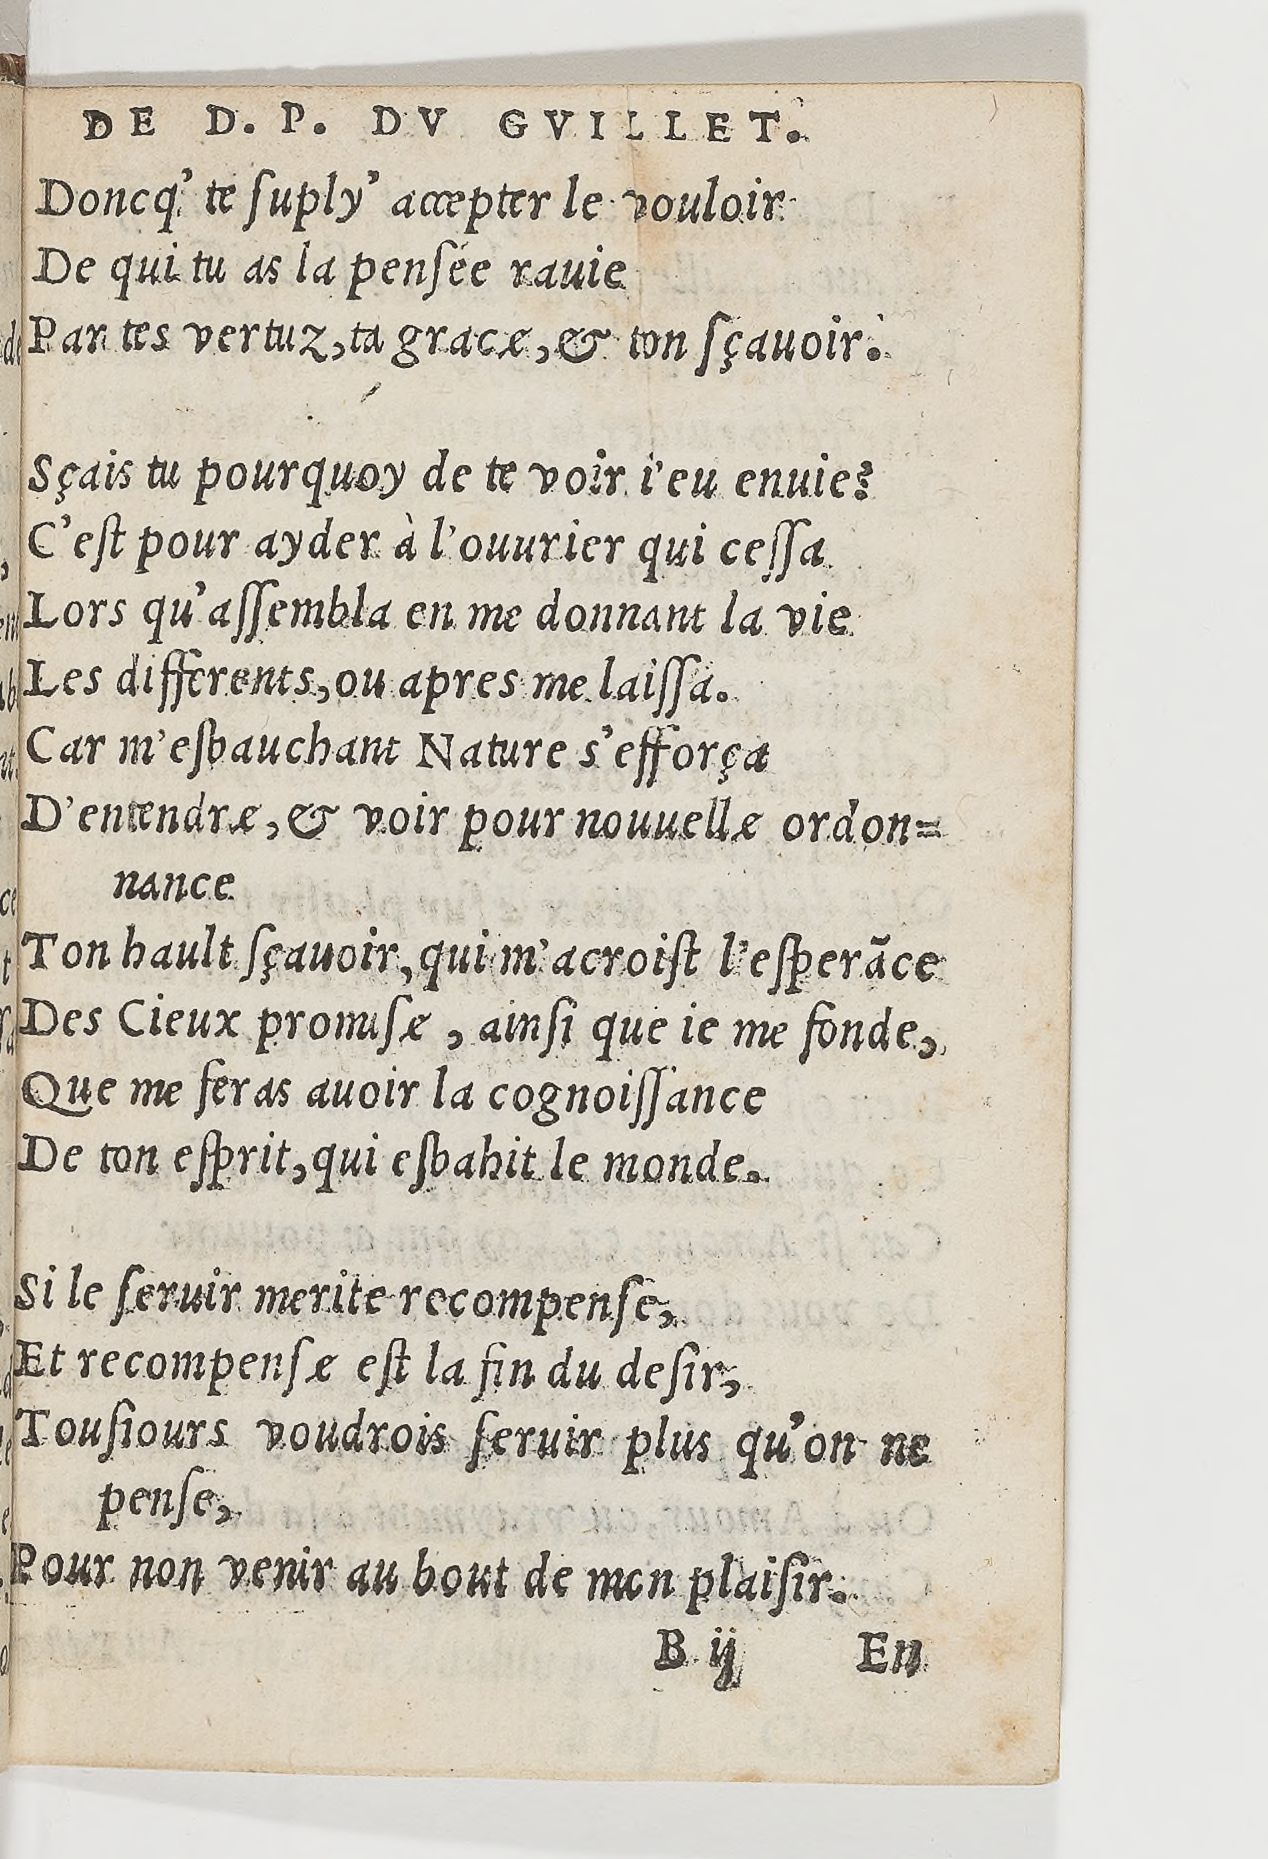 DE D. P. DV GVILLET.
Doncq' te ſuply' accepter le vouloir
De qui tu as la penſée rauie
Par tes vertuz, ta grace, & ton ſçauoir.
Sçais tu pourquoy de te voir i'eu enuie?
C'eſt pour ayder à l'ouurier qui ceſſa
Lors qu'aſſembla en me donnant la vie
Les differents, ou apres me laiſſa.
Car m'eſbauchant Nature s'efforça
D'entendre, & voir pour nouuelle ordon=
nance
Ton hault ſçauoir, qui m'acroiſt l'eſperãce
Des Cieux promiſe, ainſi que ie me fonde,
Que me feras auoir la cognoiſſance
De ton eſprit, qui eſbahit le monde.
Si le ſeruir merite recompenſe,
Et recompenſe eſt la fin du deſir,
Touſiours voudrois ſeruir plus qu'on ne
penſe,
Pour non venir au bout de mon plaiſir.
B ij En